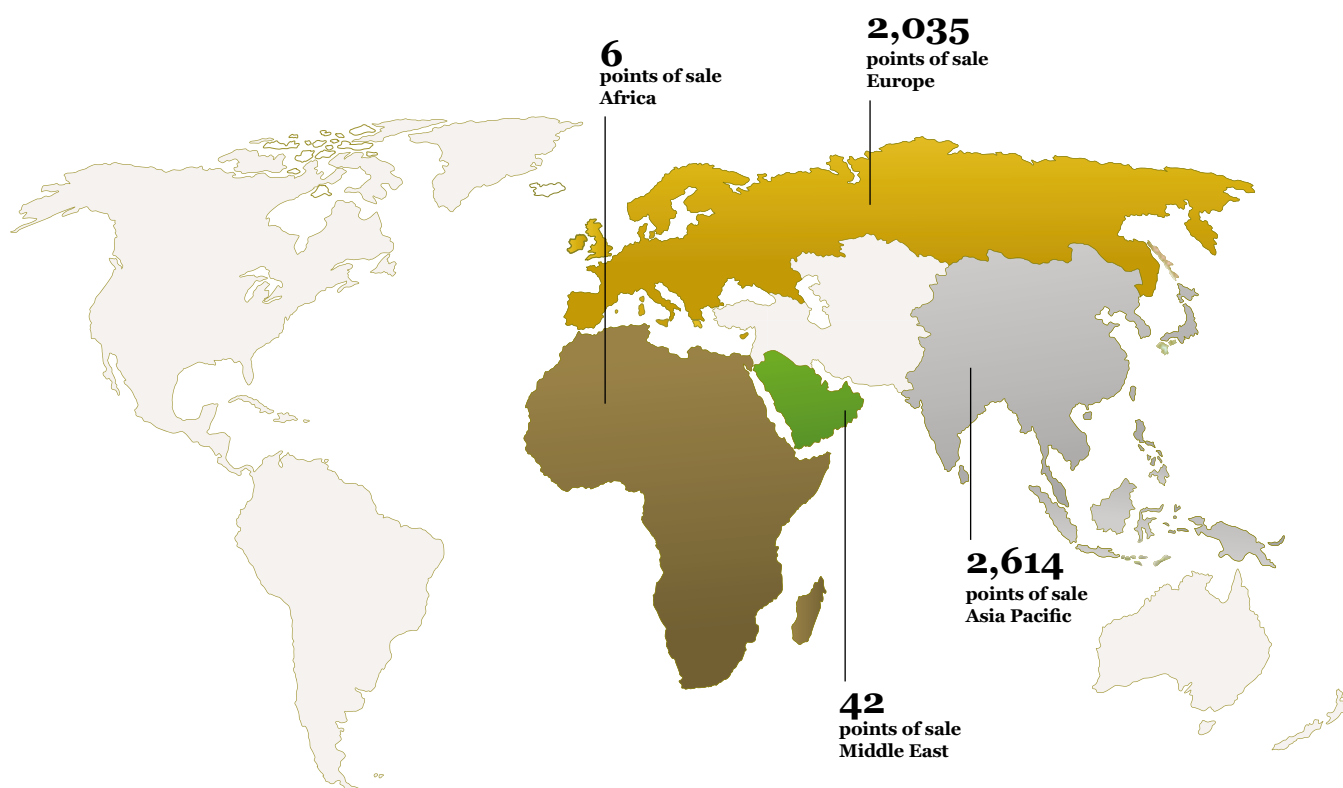 2,035
points of sale
Europe
6
points of sale
Africa
2,614
points of sale
Asia Pacific
42
points of sale
Middle East